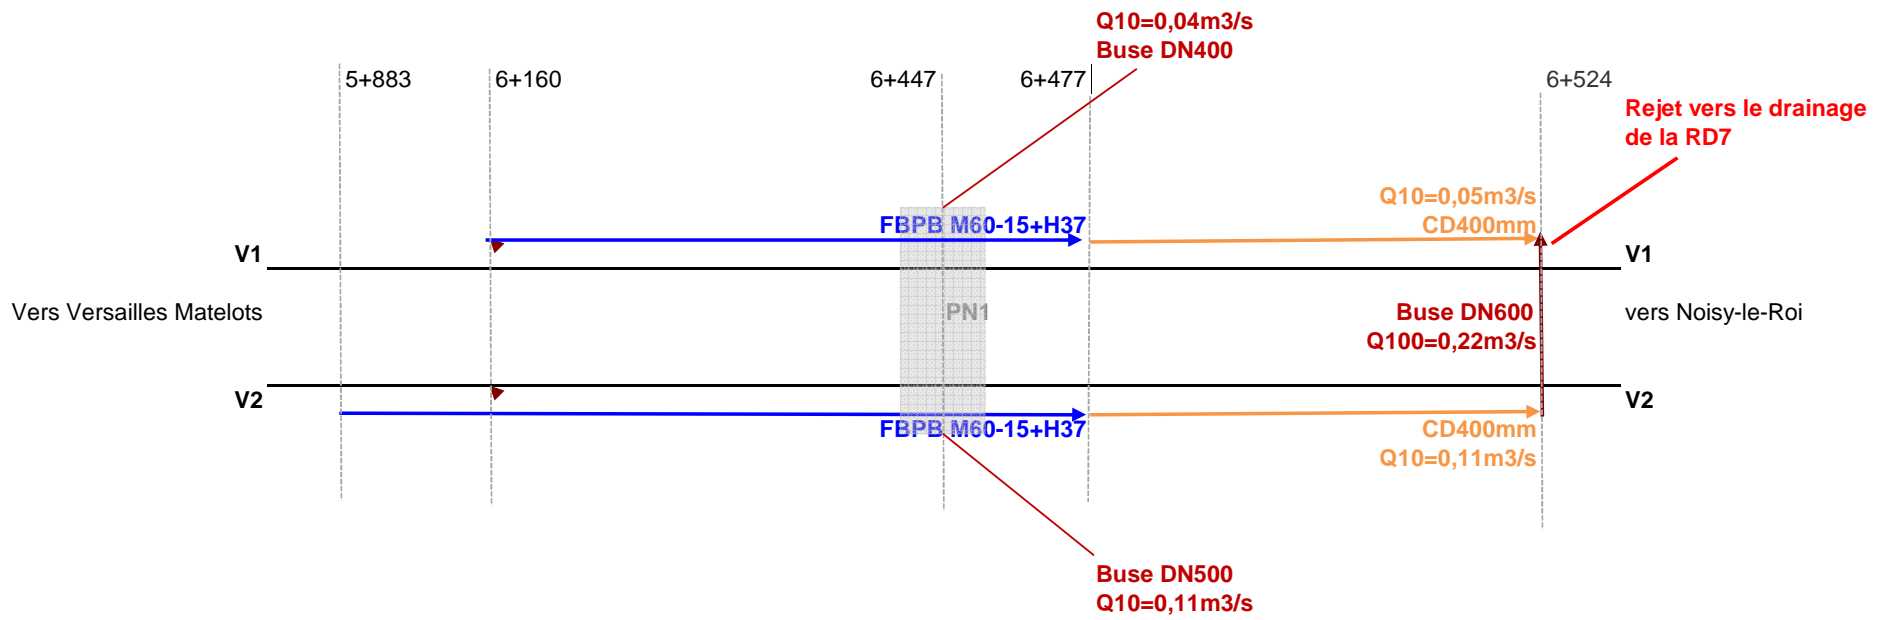 Q10=0,04m3/s
Buse DN400
5+883
6+160
6+447
6+477
6+524
Rejet vers le drainage
de la RD7
Q10=0,05m3/s
CD400mm
FBPB M60-15+H37
V1
V1
Vers Versailles Matelots
PN1
Buse DN600
Q100=0,22m3/s
vers Noisy-le-Roi
V2
V2
FBPB M60-15+H37
CD400mm
Q10=0,11m3/s
Buse DN500
Q10=0,11m3/s